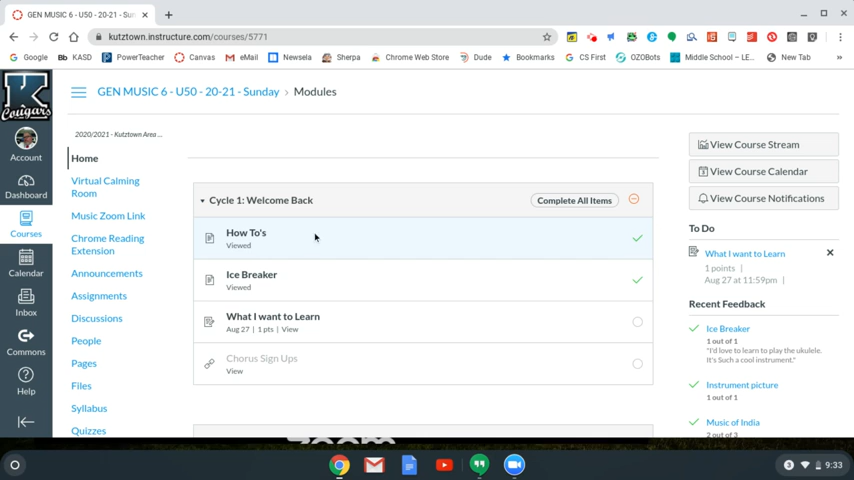 GEN MUSIC 6 - U50 - 20-21 - Sun
kutztown.instructure.com/courses/5771
Google
Bb KASD
PowerTeacher
Canvas
eMail
Newsela
Sherpa
Chrome Web Store
Dude
Bookmarks
CS First
OZOBots
Middle School – LE...
New Tab
»
K
Cougars
Account
Dashboard
Courses
Calendar
Inbox
Commons
Help
GEN MUSIC 6 - U50 - 20-21 - Sunday › Modules
2020/2021 - Kutztown Area ...
Home
Virtual Calming
Room
Music Zoom Link
Chrome Reading
Extension
Announcements
Assignments
Discussions
People
Pages
Files
Syllabus
Quizzes
Cycle 1: Welcome Back
Complete All Items
How To's
Viewed
Ice Breaker
Viewed
What I want to Learn
Aug 27 | 1 pts | View
Chorus Sign Ups
View
View Course Stream
View Course Calendar
View Course Notifications
To Do
What I want to Learn
1 points |
Aug 27 at 11:59pm |
Recent Feedback
Ice Breaker
1 out of 1
"I'd love to learn to play the ukulele.
It's Such a cool instrument."
Instrument picture
1 out of 1
Music of India
2 out of 3
zoom
3
9:33